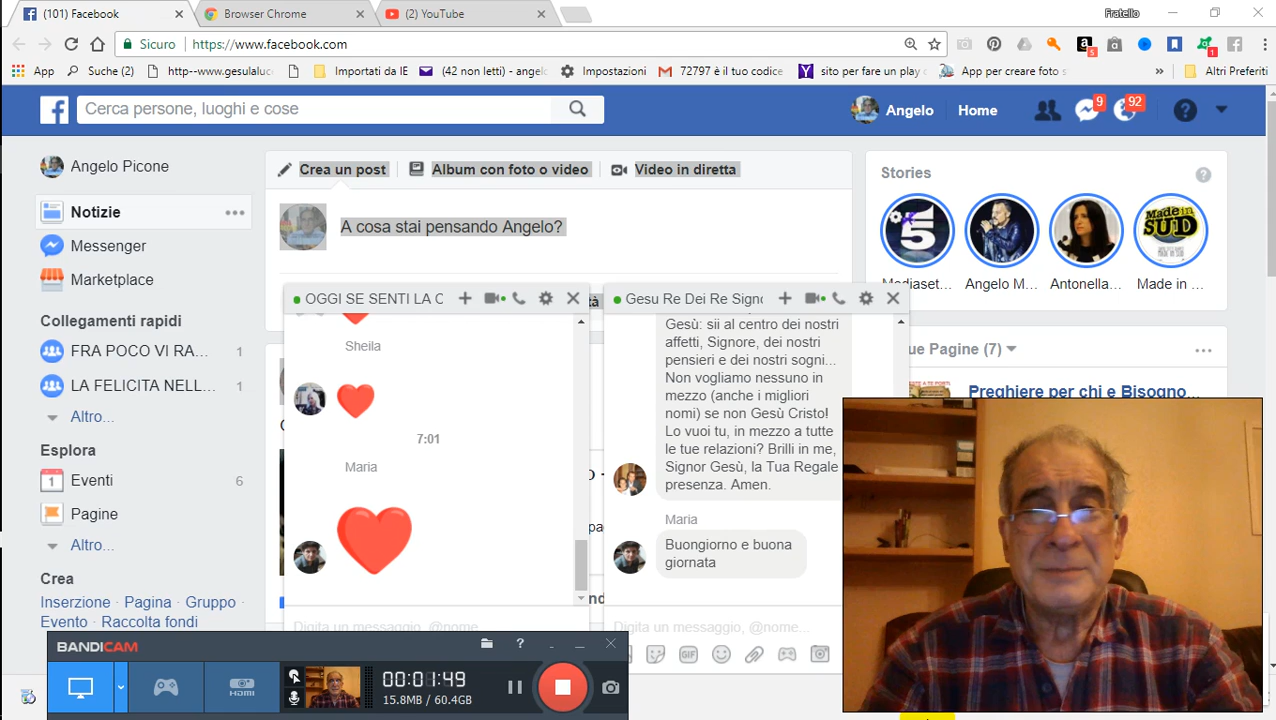 (101) Facebook
Browser Chrome
(2) YouTube
Fratello
Sicuro
https://www.facebook.com
App
Suche (2)
http--www.gesulaluc
Importati da IE
(42 non letti) - angelo
Impostazioni
72797 è il tuo codice
sito per fare un play
App per creare foto s
»
Altri Preferiti
Cerca persone, luoghi e cose
Angelo
Home
9
92
Angelo Picone
Notizie
Messenger
Marketplace
Collegamenti rapidi
FRA POCO VI RA... 1
LA FELICITA NELL... 1
Altro...
Esplora
Eventi 6
Pagine
Altro...
Crea
Inserzione · Pagina · Gruppo ·
Evento · Raccolta fondi
Crea un post
Album con foto o video
Video in diretta
A cosa stai pensando Angelo?
Stories
Mediaset...
Angelo M...
Antonella...
Made in ...
Made in
SUD
ue Pagine (7)
Preghiere per chi e Bisogno...
OGGI SE SENTI LA C
Sheila
7:01
Maria
Digita un messaggio, @nome
Gesu Re Dei Re Signo
Gesù: sii al centro dei nostri
affetti, Signore, dei nostri
pensieri e dei nostri sogni...
Non vogliamo nessuno in
mezzo (anche i migliori
nomi) se non Gesù Cristo!
Lo vuoi tu, in mezzo a tutte
le tue relazioni? Brilli in me,
Signor Gesù, la Tua Regale
presenza. Amen.
Maria
Buongiorno e buona
giornata
Digita un messaggio, @nome...
GIF
BANDICAM
HDMI
00:01:49
15.8MB / 60.4GB